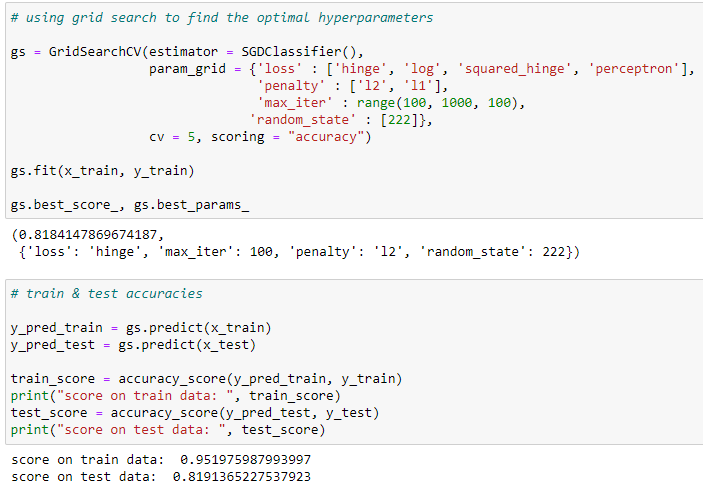 # using grid search to find the optimal hyperparameters
gs = GridSearchCV(estimator = SGDClassifier(),
param_grid = {'loss' : ['hinge', 'log', 'squared_hinge', 'perceptron'],
'penalty' : ['l2', 'l1'],
'max_iter' : range(100, 1000, 100),
'random_state' : [222]},
cv = 5, scoring = "accuracy")
gs.fit(x_train, y_train)
gs.best_score_, gs.best_params_
(0.8184147869674187,
{'loss': 'hinge', 'max_iter': 100, 'penalty': 'l2', 'random_state': 222})
# train & test accuracies
y_pred_train = gs.predict(x_train)
y_pred_test = gs.predict(x_test)
train_score = accuracy_score(y_pred_train, y_train)
print("score on train data: ", train_score)
test_score = accuracy_score(y_pred_test, y_test)
print("score on test data: ", test_score)
score on train data:  0.951975987993997
score on test data:  0.8191365227537923